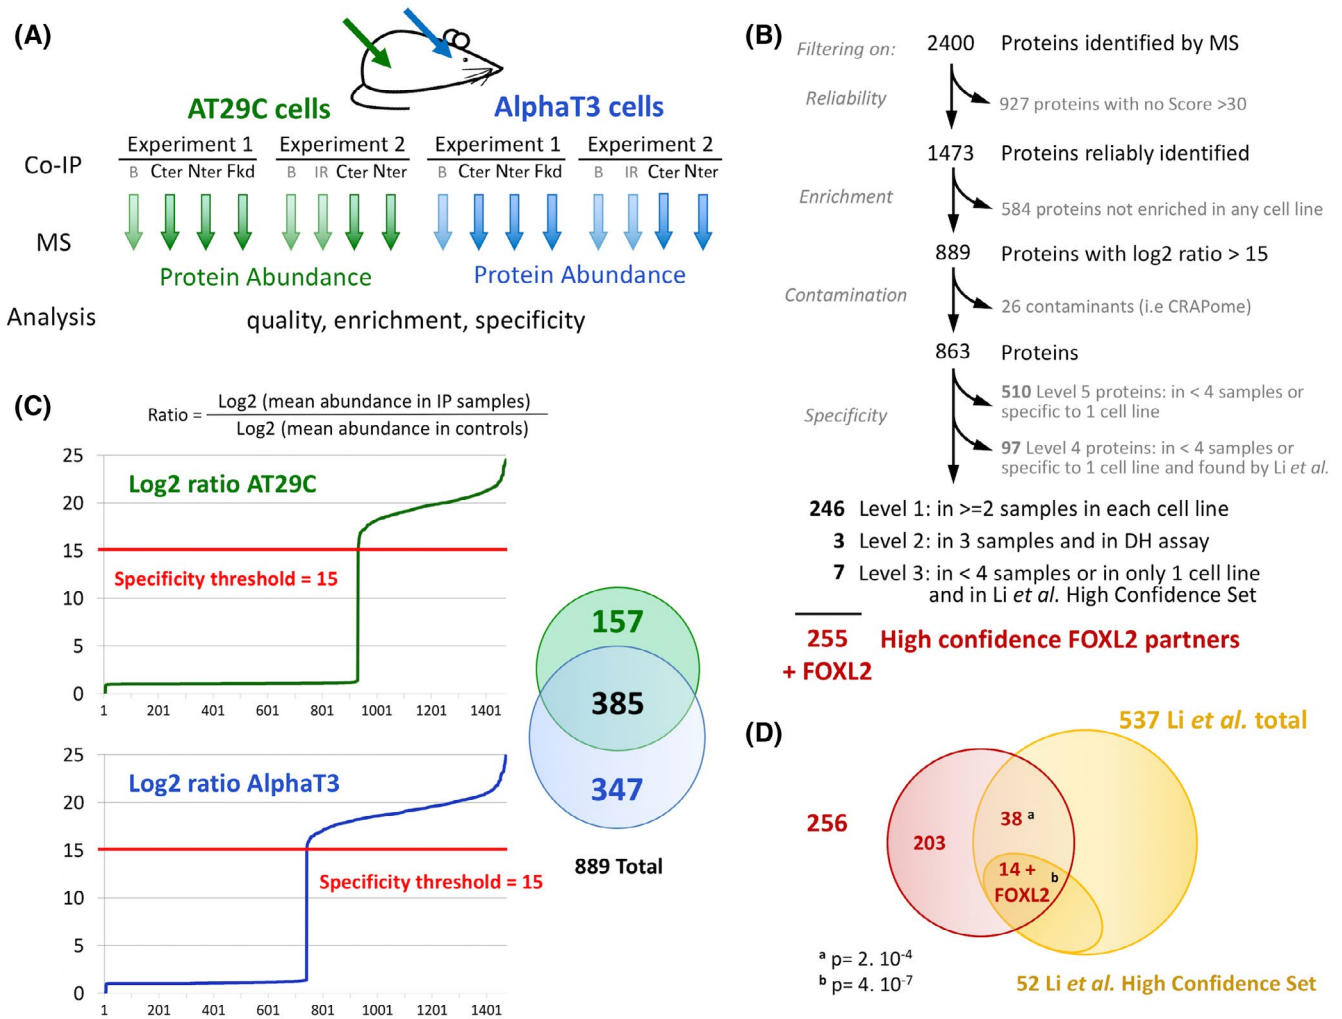 (A)
AT29C cells
AlphaT3 cells
Experiment 1
Experiment 2
Experiment 1
Experiment 2
Co-IP
B Cter Nter Fkd
B IR Cter Nter
B Cter Nter Fkd
B IR Cter Nter
MS
Protein Abundance
Protein Abundance
Analysis
quality, enrichment, specificity
(B)
Filtering on:
2400 Proteins identified by MS
Reliability
927 proteins with no Score >30
1473 Proteins reliably identified
Enrichment
584 proteins not enriched in any cell line
889 Proteins with log2 ratio > 15
Contamination
26 contaminants (i.e CRAPome)
863 Proteins
Specificity
510 Level 5 proteins: in < 4 samples or
specific to 1 cell line
97 Level 4 proteins: in < 4 samples or
specific to 1 cell line and found by Li et al.
246 Level 1: in >=2 samples in each cell line
3 Level 2: in 3 samples and in DH assay
7 Level 3: in < 4 samples or in only 1 cell line
and in Li et al. High Confidence Set
255 High confidence FOXL2 partners
+ FOXL2
(C)
Ratio =
Log2 (mean abundance in IP samples)
Log2 (mean abundance in controls)
25
20
15
10
5
0
Log2 ratio AT29C
Specificity threshold = 15
1 201 401 601 801 1001 1201 1401
25
20
15
10
5
0
Log2 ratio AlphaT3
Specificity threshold = 15
1 201 401 601 801 1001 1201 1401
157
385
347
889 Total
(D)
537 Li et al. total
256
203
38 a
14 +
FOXL2
b
a p= 2. 10-4
b p= 4. 10-7
52 Li et al. High Confidence Set